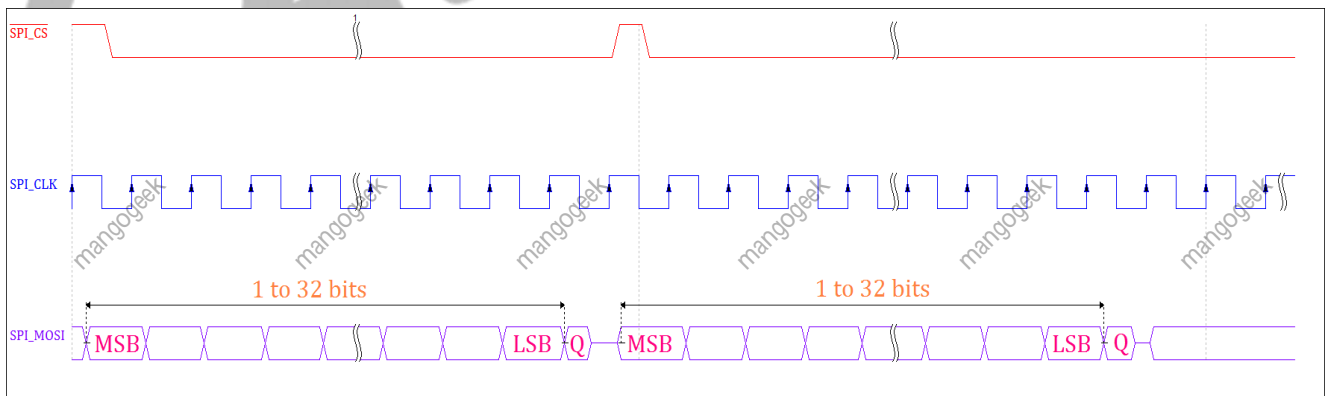 SPI_CS
1
SPI_CLK
mangogeek mangogeek mangogeek mangogeek mangogeek mangogeek
1 to 32 bits 1 to 32 bits
SPI_MOSI MSB LSB Q MSB LSB Q